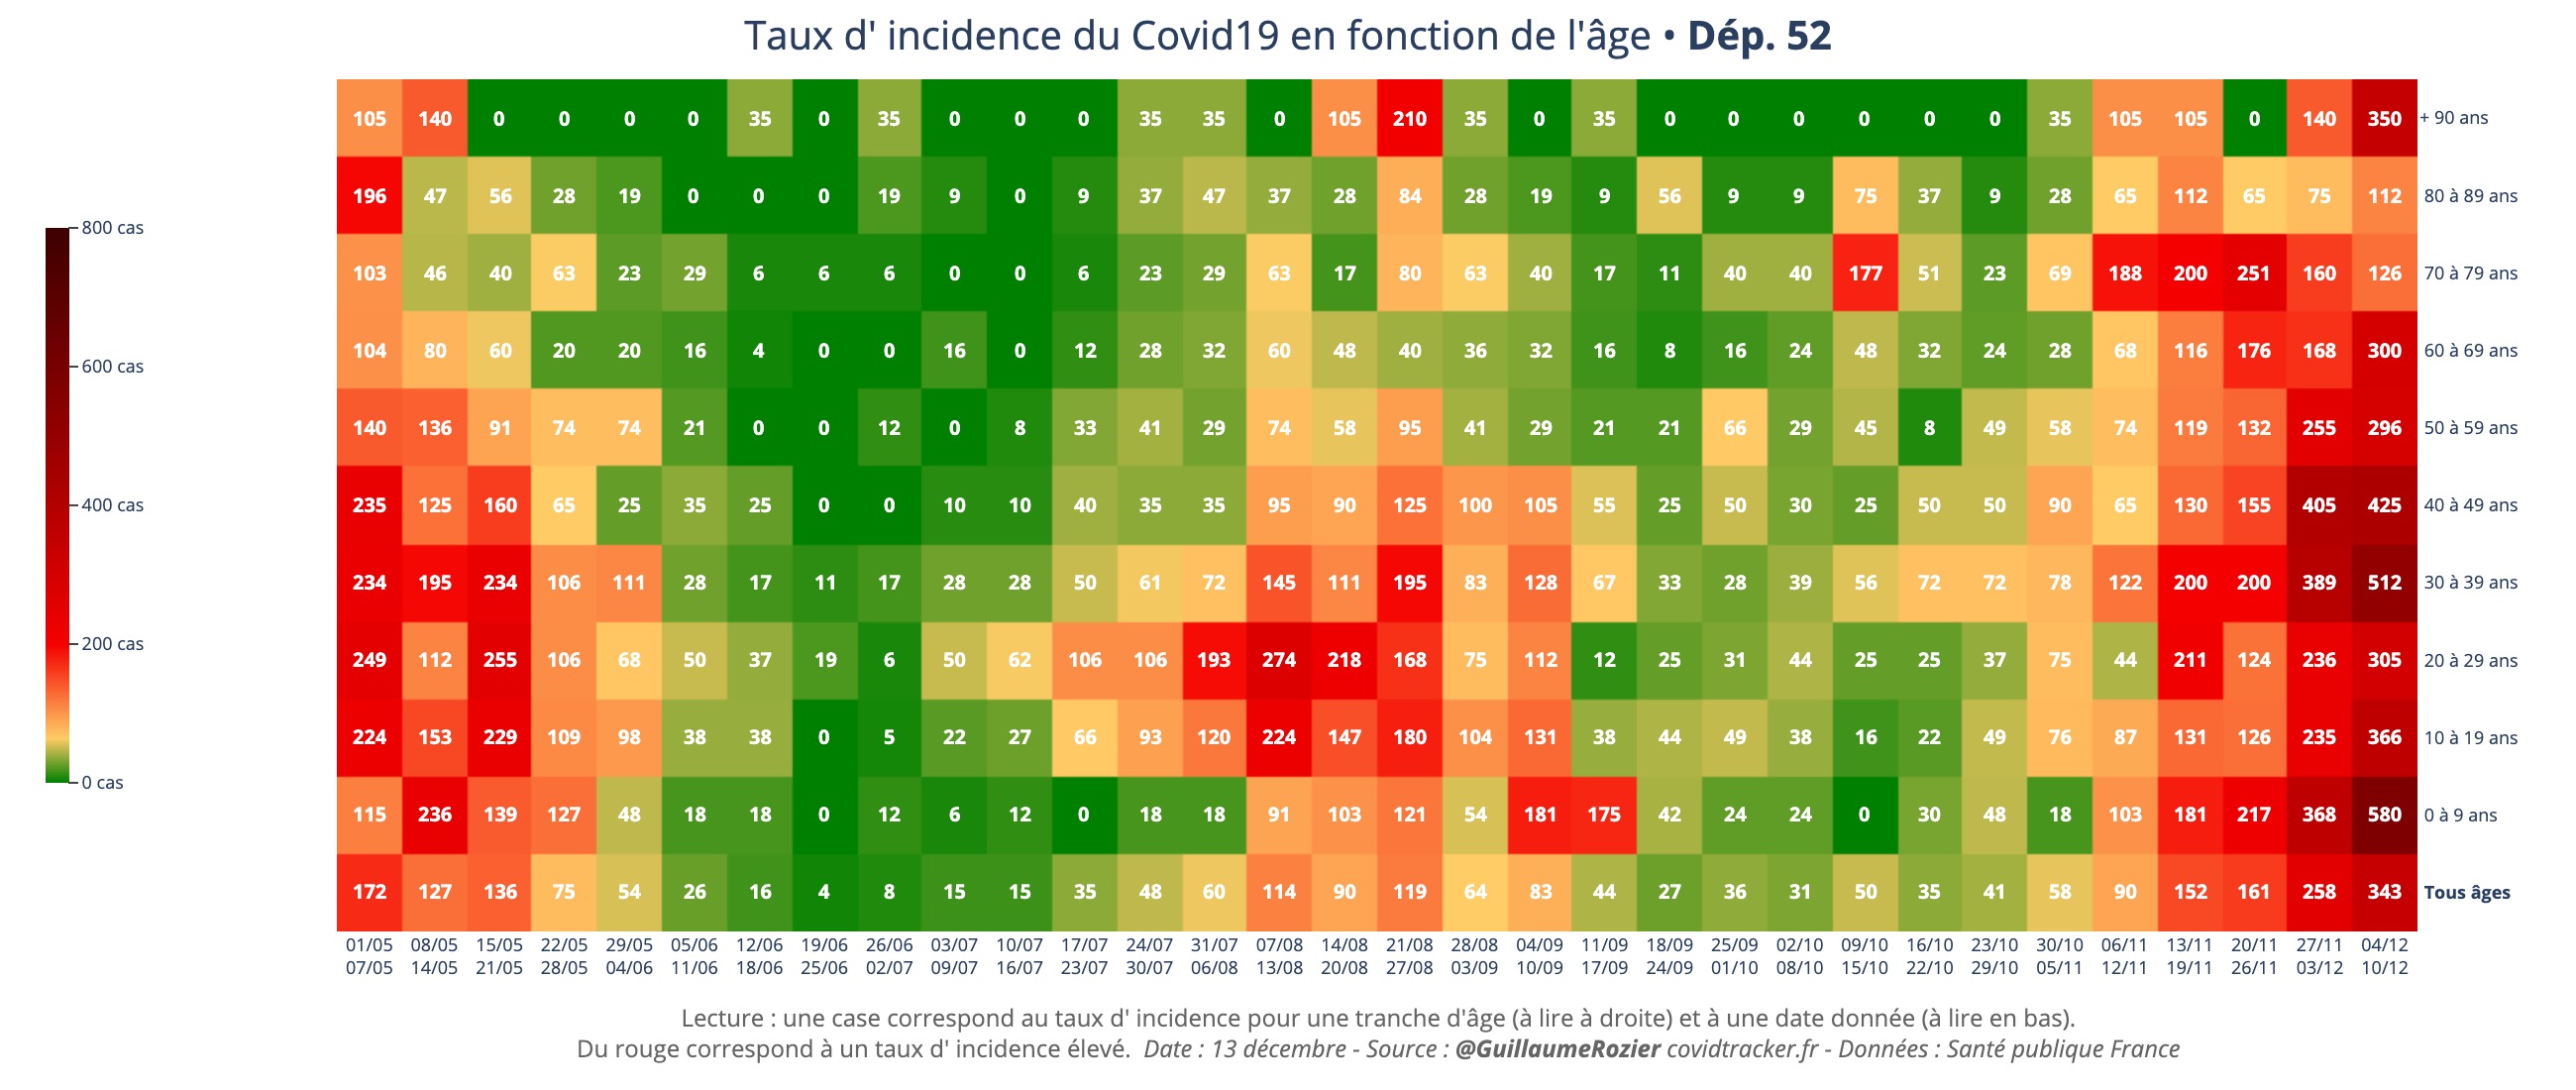 Taux d' incidence du Covid19 en fonction de l'âge • Dép. 52
105 140 0 0 0 0 35 0 35 0 0 0 35 35 0 105 210 35 0 35 0 0 0 0 0 0 35 105 105 0 140 350 + 90 ans
196 47 56 28 19 0 0 0 19 9 0 9 37 47 37 28 84 28 19 9 56 9 9 75 37 9 28 65 112 65 75 112 80 à 89 ans
800 cas
103 46 40 63 23 29 6 6 6 0 0 6 23 29 63 17 80 63 40 17 11 40 40 177 51 23 69 188 200 251 160 126 70 à 79 ans
104 80 60 20 20 16 4 0 0 16 0 12 28 32 60 48 40 36 32 16 8 16 24 48 32 24 28 68 116 176 168 300 60 à 69 ans
600 cas
140 136 91 74 74 21 0 0 12 0 8 33 41 29 74 58 95 41 29 21 21 66 29 45 8 49 58 74 119 132 255 296 50 à 59 ans
400 cas
235 125 160 65 25 35 25 0 0 10 10 40 35 35 95 90 125 100 105 55 25 50 30 25 50 50 90 65 130 155 405 425 40 à 49 ans
234 195 234 106 111 28 17 11 17 28 28 50 61 72 145 111 195 83 128 67 33 28 39 56 72 72 78 122 200 200 389 512 30 à 39 ans
200 cas
249 112 255 106 68 50 37 19 6 50 62 106 106 193 274 218 168 75 112 12 25 31 44 25 25 37 75 44 211 124 236 305 20 à 29 ans
224 153 229 109 98 38 38 0 5 22 27 66 93 120 224 147 180 104 131 38 44 49 38 16 22 49 76 87 131 126 235 366 10 à 19 ans
0 cas
115 236 139 127 48 18 18 0 12 6 12 0 18 18 91 103 121 54 181 175 42 24 24 0 30 48 18 103 181 217 368 580 0 à 9 ans
172 127 136 75 54 26 16 4 8 15 15 35 48 60 114 90 119 64 83 44 27 36 31 50 35 41 58 90 152 161 258 343 Tous âges
01/05 08/05 15/05 22/05 29/05 05/06 12/06 19/06 26/06 03/07 10/07 17/07 24/07 31/07 07/08 14/08 21/08 28/08 04/09 11/09 18/09 25/09 02/10 09/10 16/10 23/10 30/10 06/11 13/11 20/11 27/11 04/12
07/05 14/05 21/05 28/05 04/06 11/06 18/06 25/06 02/07 09/07 16/07 23/07 30/07 06/08 13/08 20/08 27/08 03/09 10/09 17/09 24/09 01/10 08/10 15/10 22/10 29/10 05/11 12/11 19/11 26/11 03/12 10/12
Lecture : une case correspond au taux d' incidence pour une tranche d'âge (à lire à droite) et à une date donnée (à lire en bas).
Du rouge correspond à un taux d' incidence élevé. Date : 13 décembre - Source : @GuillaumeRozier covidtracker.fr - Données : Santé publique France